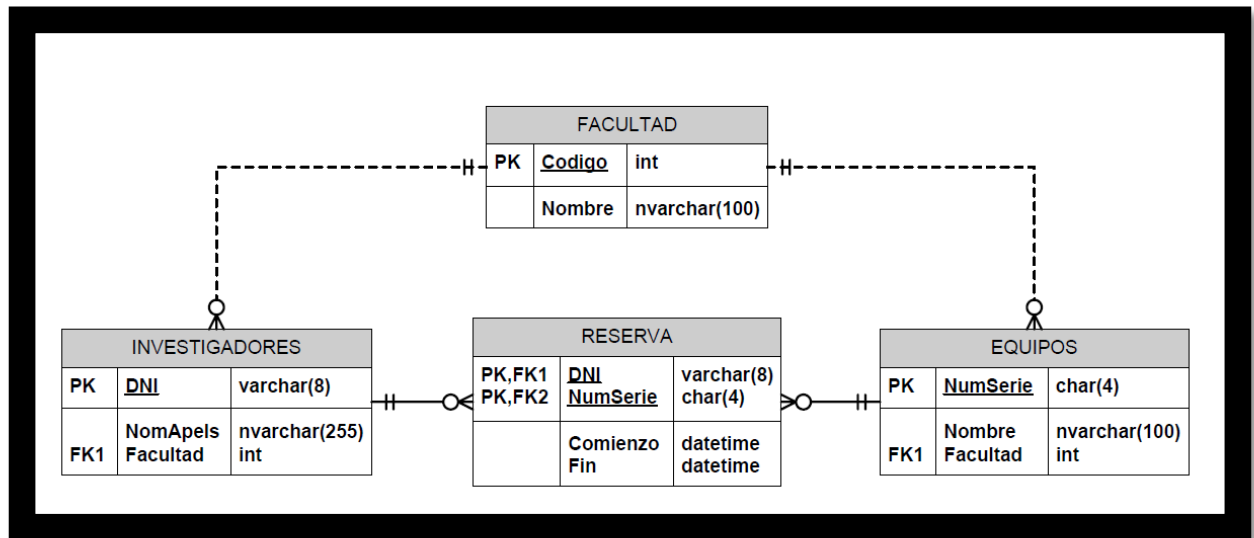 FACULTAD
PK Codigo int
Nombre nvarchar(100)
INVESTIGADORES
PK DNI varchar(8)
NomApels nvarchar(255)
FK1 Facultad int
RESERVA
PK,FK1 DNI varchar(8)
PK,FK2 NumSerie char(4)
Comienzo datetime
Fin datetime
EQUIPOS
PK NumSerie char(4)
Nombre nvarchar(100)
FK1 Facultad int